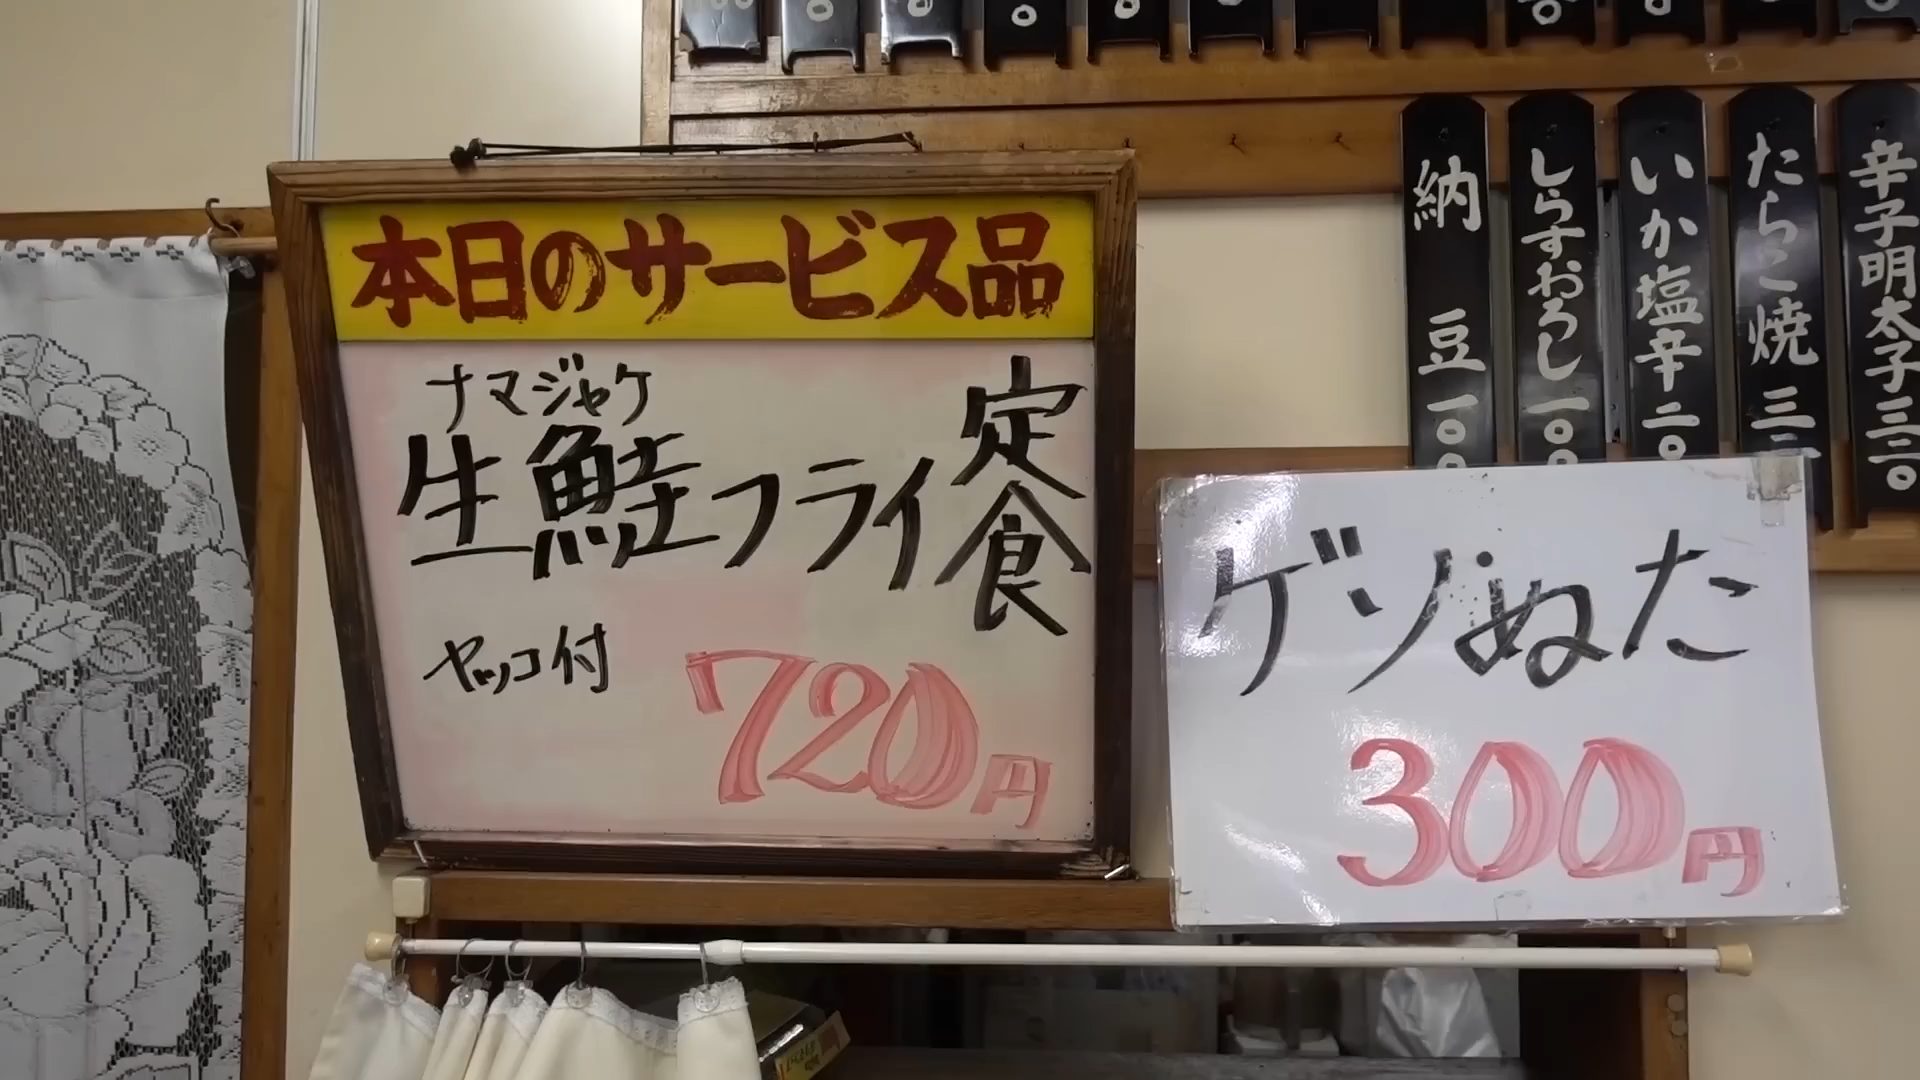 本日のサービス品
ナマジャケ
生鮭フライ定食
ヤッコ付
720円
ゲソぬた
300円
納豆一〇
しらすおろし一〇
いか塩辛二〇
たらこ焼三
辛子明太子三三〇